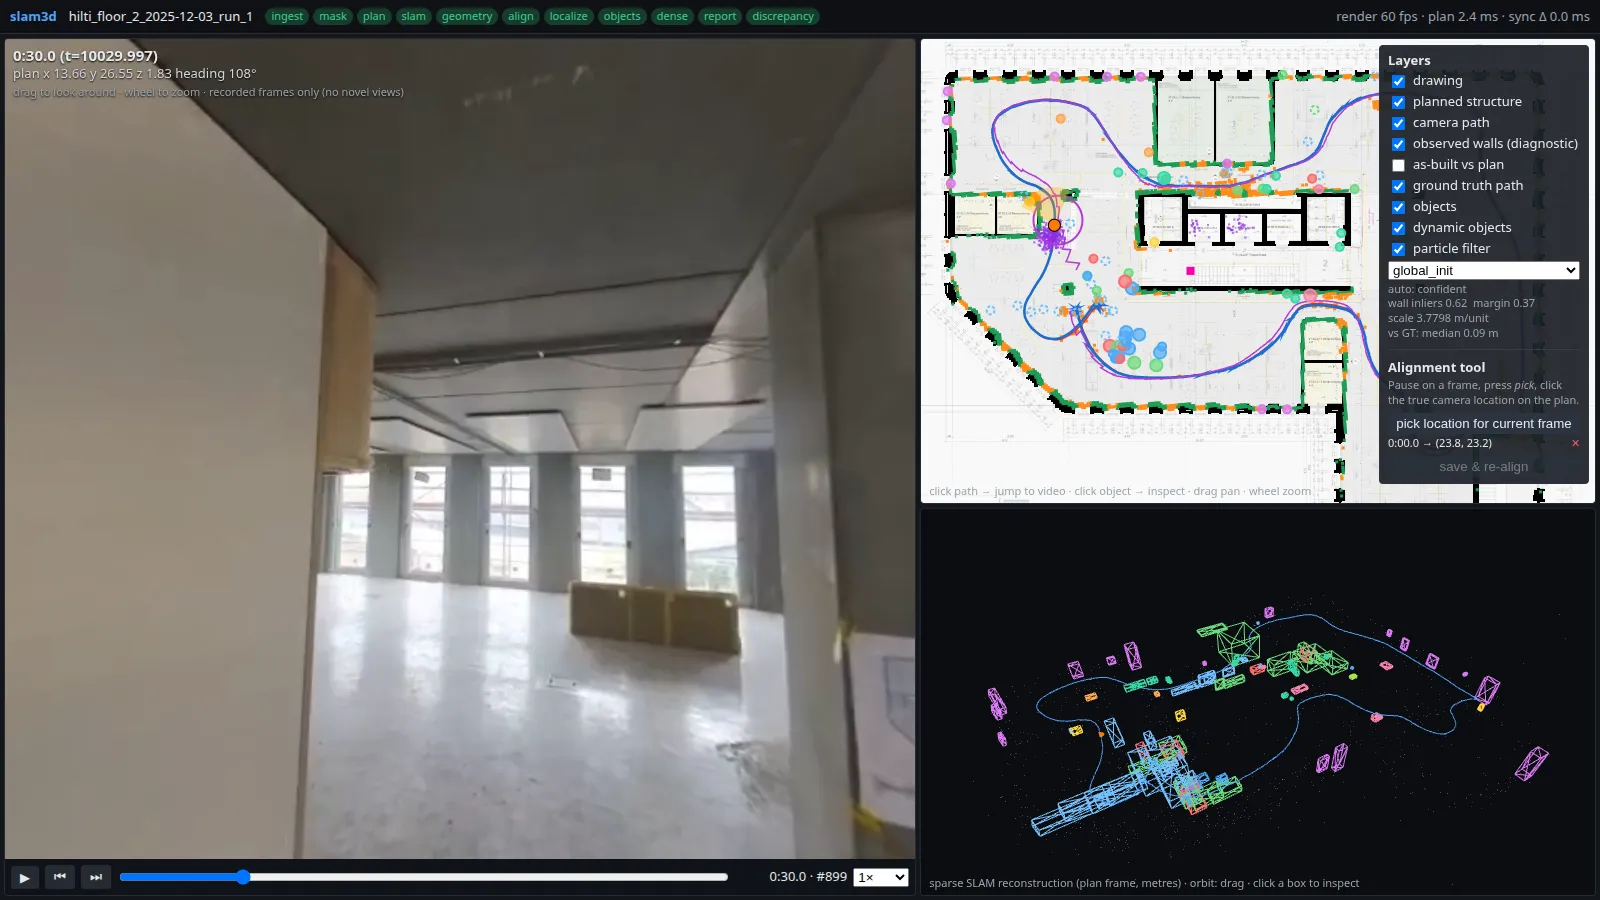 slam3d hilti_floor_2_2025-12-03_run_1 ingest mask plan slam geometry align localize objects dense report discrepancy render 60 fps · plan 2.4 ms · sync Δ 0.0 ms
0:30.0 (t=10029.997)
plan x 13.66 y 26.55 z 1.83 heading 108°
drag to look around · wheel to zoom · recorded frames only (no novel views)
▶ ⏮ ⏭ 0:30.0 · #899 1×
Layers
drawing
planned structure
camera path
observed walls (diagnostic)
as-built vs plan
ground truth path
objects
dynamic objects
particle filter
global_init
auto: confident
wall inliers 0.62 margin 0.37
scale 3.7798 m/unit
vs GT: median 0.09 m
Alignment tool
Pause on a frame, press pick, click
the true camera location on the plan.
pick location for current frame
0:00.0 → (23.8, 23.2) ×
save & re-align
click path → jump to video · click object → inspect · drag pan · wheel zoom
sparse SLAM reconstruction (plan frame, metres) · orbit: drag · click a box to inspect